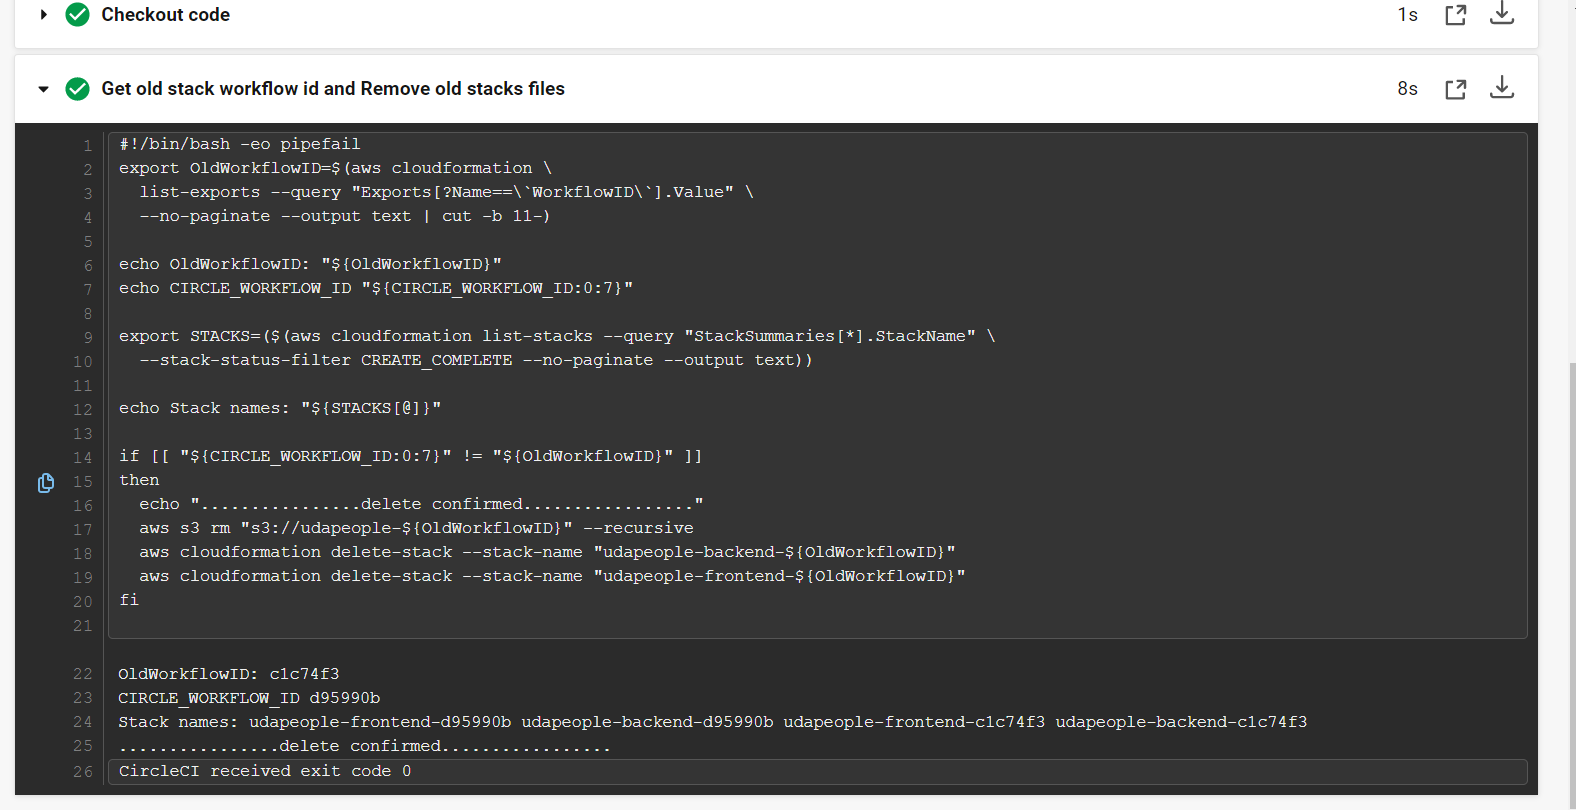 Checkout code 1s
Get old stack workflow id and Remove old stacks files 8s
1 #!/bin/bash -eo pipefail
2 export OldWorkflowID=$(aws cloudformation \
3 list-exports --query "Exports[?Name==\`WorkflowID\`].Value" \
4 --no-paginate --output text | cut -b 11-)
5
6 echo OldWorkflowID: "${OldWorkflowID}"
7 echo CIRCLE_WORKFLOW_ID "${CIRCLE_WORKFLOW_ID:0:7}"
8
9 export STACKS=($(aws cloudformation list-stacks --query "StackSummaries[*].StackName" \
10 --stack-status-filter CREATE_COMPLETE --no-paginate --output text))
11
12 echo Stack names: "${STACKS[@]}"
13
14 if [[ "${CIRCLE_WORKFLOW_ID:0:7}" != "${OldWorkflowID}" ]]
15 then
16 echo "................delete confirmed................."
17 aws s3 rm "s3://udapeople-${OldWorkflowID}" --recursive
18 aws cloudformation delete-stack --stack-name "udapeople-backend-${OldWorkflowID}"
19 aws cloudformation delete-stack --stack-name "udapeople-frontend-${OldWorkflowID}"
20 fi
21
22 OldWorkflowID: c1c74f3
23 CIRCLE_WORKFLOW_ID d95990b
24 Stack names: udapeople-frontend-d95990b udapeople-backend-d95990b udapeople-frontend-c1c74f3 udapeople-backend-c1c74f3
25 ................delete confirmed.................
26 CircleCI received exit code 0